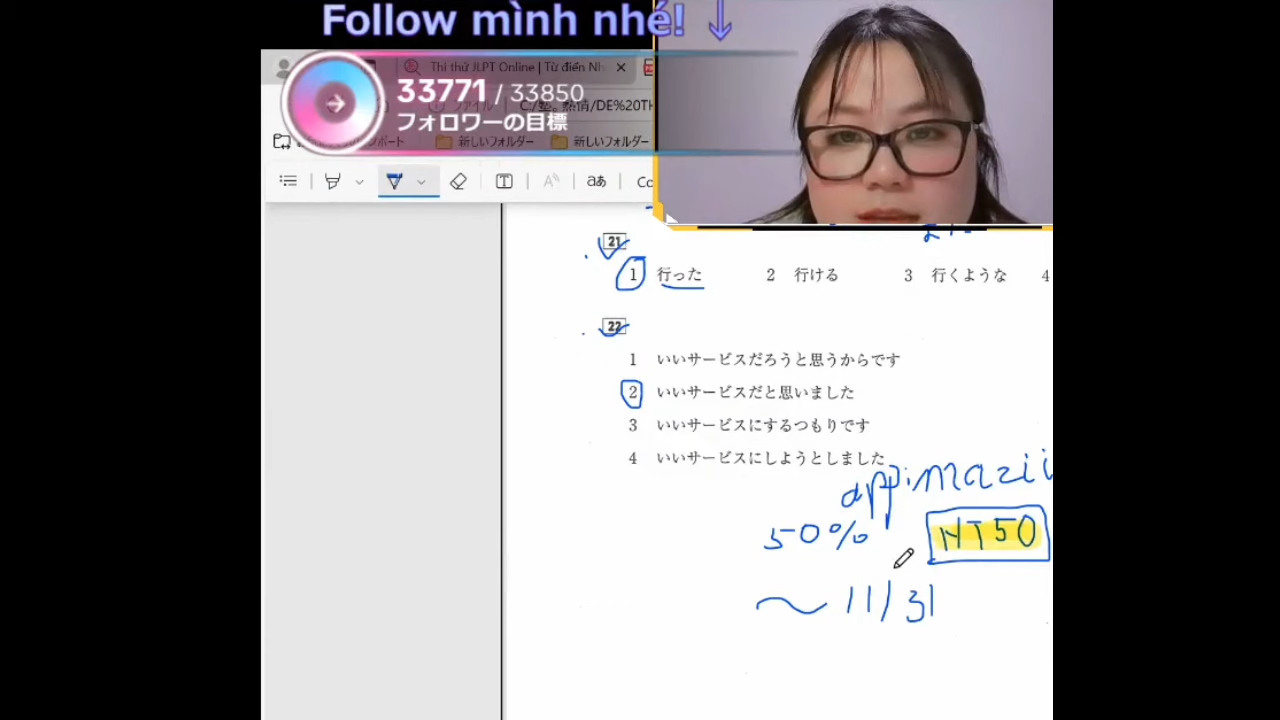 Follow mình nhé! ↓
Thi thử JLPT Online | Từ điển Nh
33771 / 33850
フォロワーの目標
新しいフォルダー
新しいフォルダー
21
1 行った 2 行ける 3 行くような 4
22
1 いいサービスだろうと思うからです
2 いいサービスだと思いました
3 いいサービスにするつもりです
4 いいサービスにしようとしました
app.mazii
50% NT50
~ 11/31